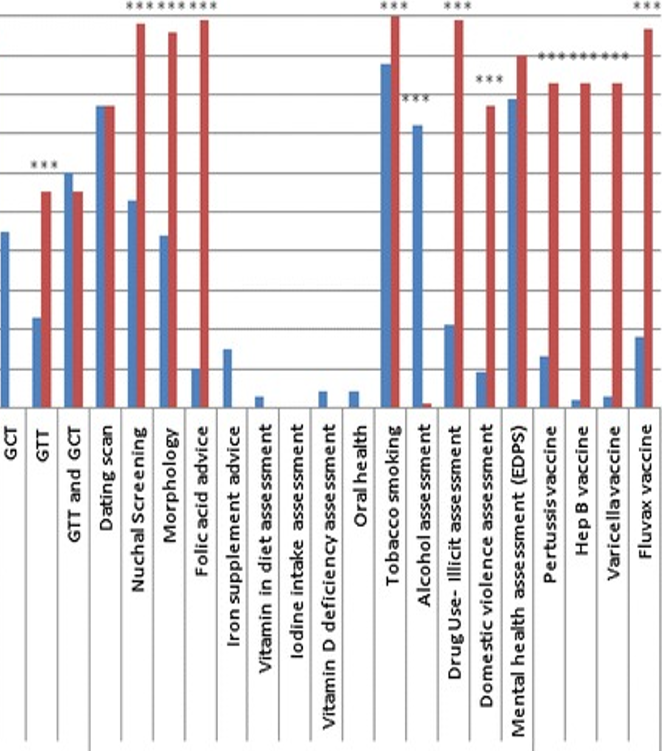 *** *** *** *** *** ***
*** *** *** *** ***
***
***
GCT
GTT
GTT and GCT
Dating scan
Nuchal Screening
Morphology
Folic acid advice
Iron supplement advice
Vitamin in diet assessment
Iodine intake assessment
Vitamin D deficiency assessment
Oral health
Tobacco smoking
Alcohol assessment
Drug Use- Illicit assessment
Domestic violence assessment
Mental health assessment (EDPS)
Pertussis vaccine
Hep B vaccine
Varicella vaccine
Fluvax vaccine